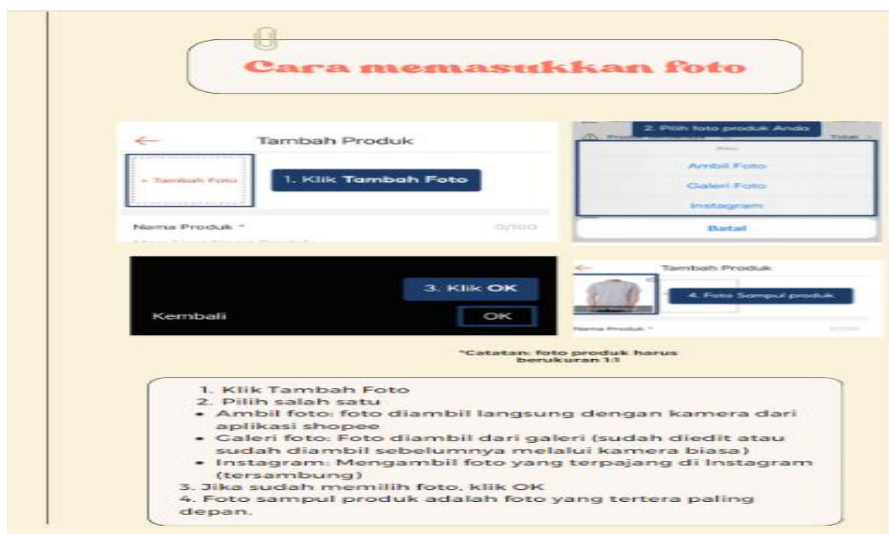 Cara memasukkan foto
Tambah Produk
+ Tambah Foto
1. Klik Tambah Foto
Nama Produk *
0/100
2. Pilih foto produk Anda
Ambil Foto
Galeri Foto
Instagram
Batal
3. Klik OK
Kembali
OK
Tambah Produk
4. Foto Sampul produk
Nama Produk *
*Catatan: foto produk harus
berukuran 1:1
1. Klik Tambah Foto
2. Pilih salah satu
• Ambil foto: foto diambil langsung dengan kamera dari
aplikasi shopee
• Galeri foto: Foto diambil dari galeri (sudah diedit atau
sudah diambil sebelumnya melalui kamera biasa)
• Instagram: Mengambil foto yang terpajang di Instagram
(tersambung)
3. Jika sudah memilih foto, klik OK
4. Foto sampul produk adalah foto yang tertera paling
depan.